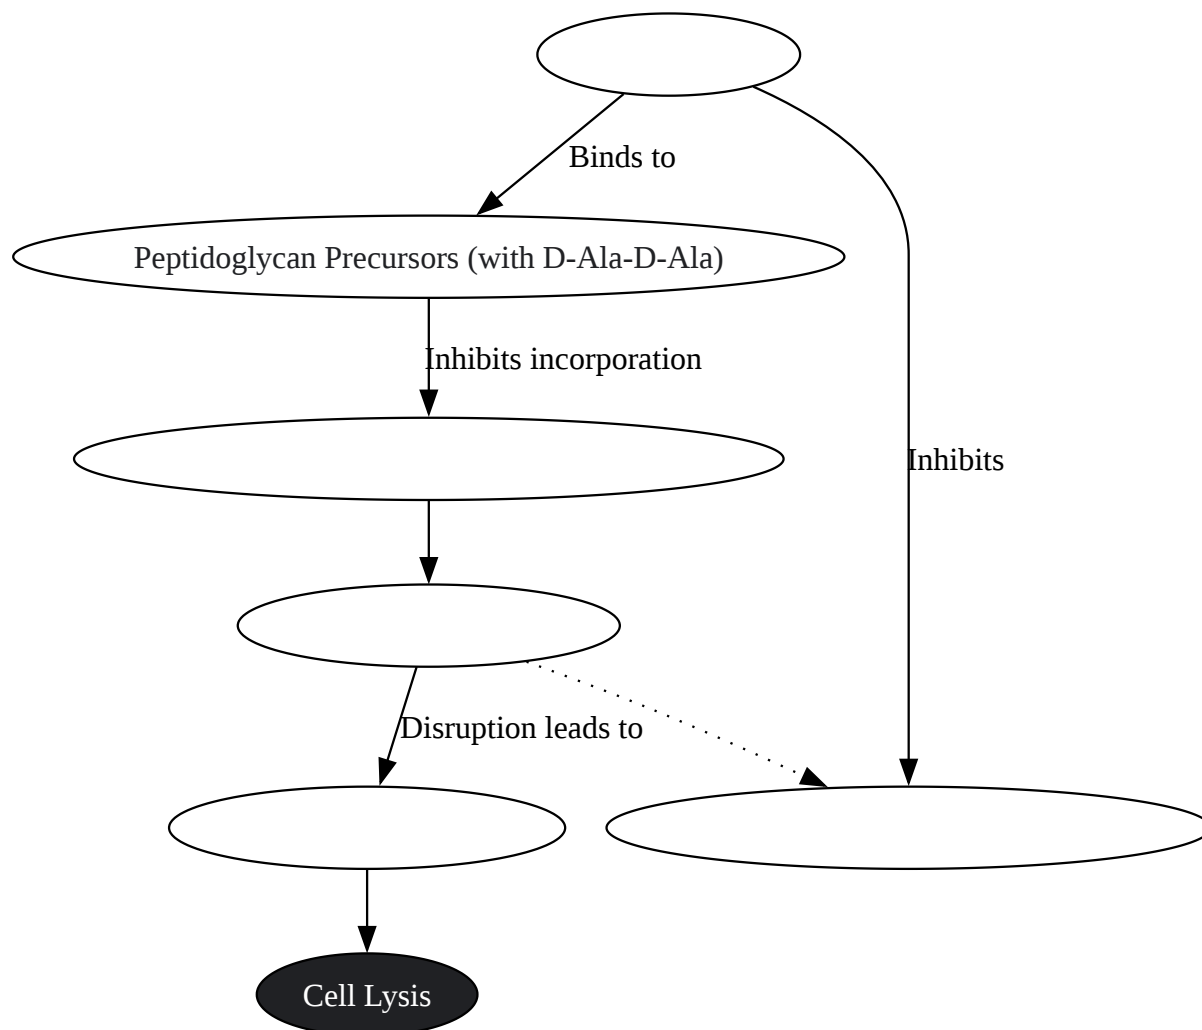 Binds to
Peptidoglycan Precursors (with D-Ala-D-Ala)
Inhibits incorporation
Inhibits
Disruption leads to
Cell Lysis